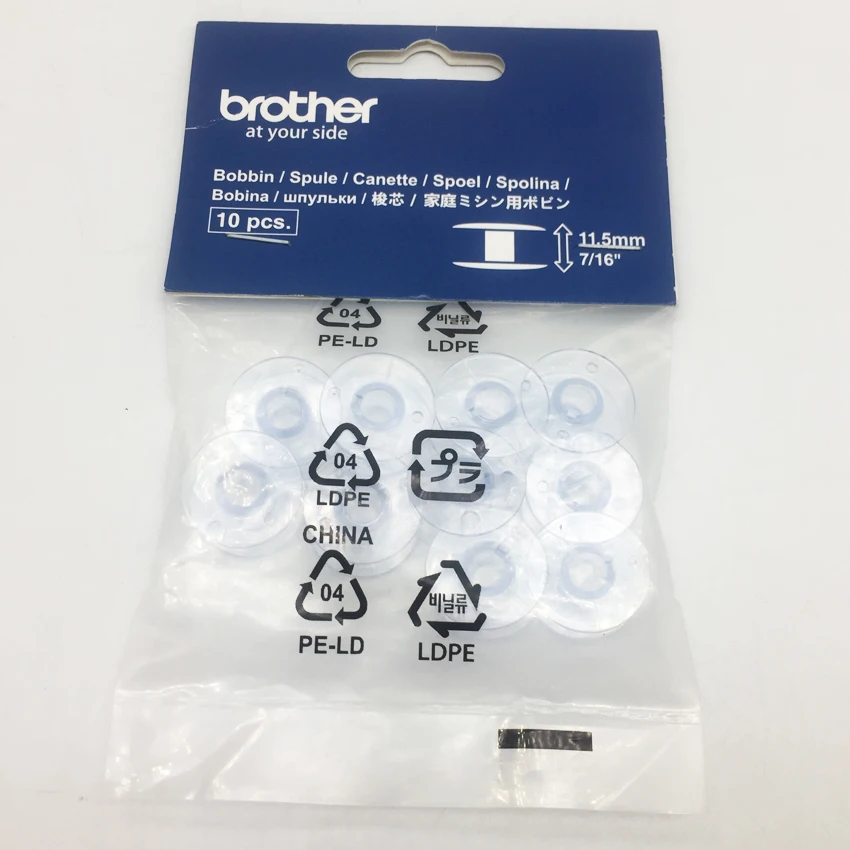 brother
at your side
Bobbin / Spule / Canette / Spoel / Spolina /
Bobina / шпульки / 梭芯 / 家庭ミシン用ボビン
10 pcs.
11.5mm
7/16"
04
PE-LD
비닐류
LDPE
04
LDPE
プラ
CHINA
04
PE-LD
비닐류
LDPE